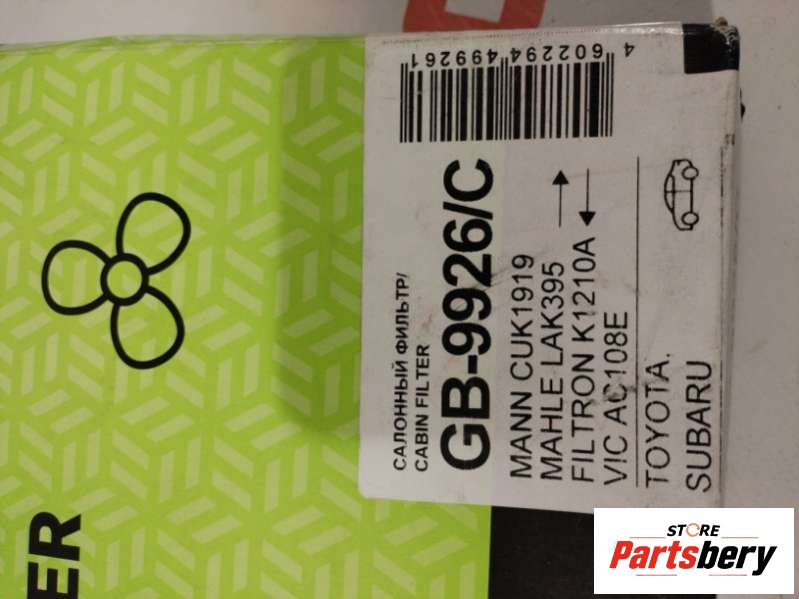 4 602294 499261
САЛОННЫЙ ФИЛЬТР/
CABIN FILTER
GB-9926/C
MANN CUK1919
MAHLE LAK395
FILTRON K1210A
VIC AC108E
TOYOTA,
SUBARU
ER
STORE
Partsbery